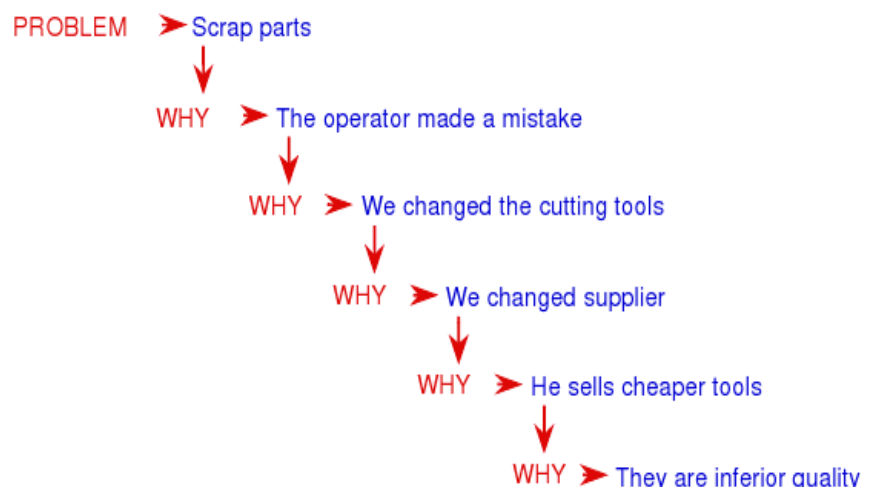 PROBLEM Scrap parts
WHY The operator made a mistake
WHY We changed the cutting tools
WHY We changed supplier
WHY He sells cheaper tools
WHY They are inferior quality